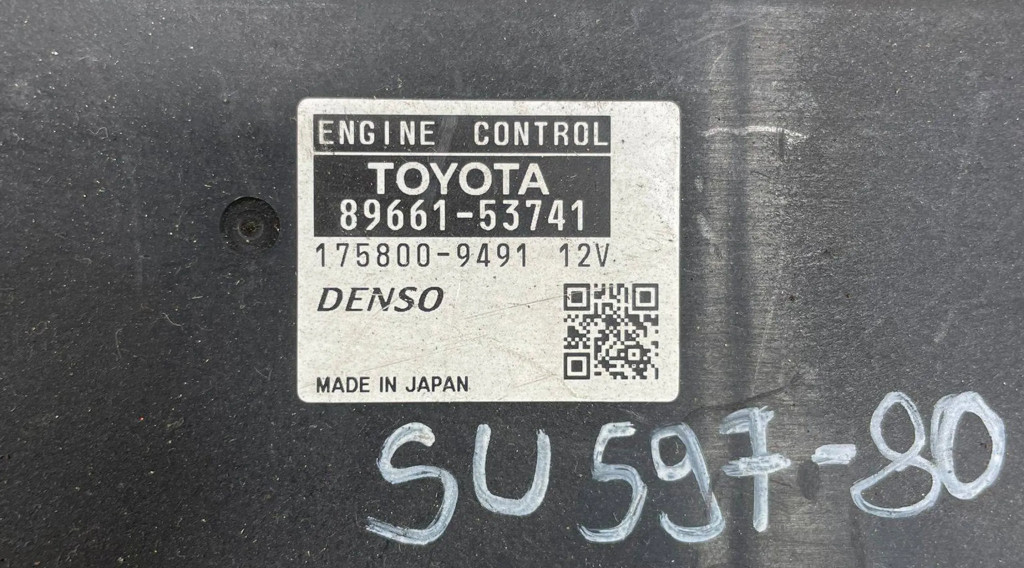 ENGINE CONTROL
TOYOTA
89661-53741
175800-9491 12V
DENSO
MADE IN JAPAN
SU597-80